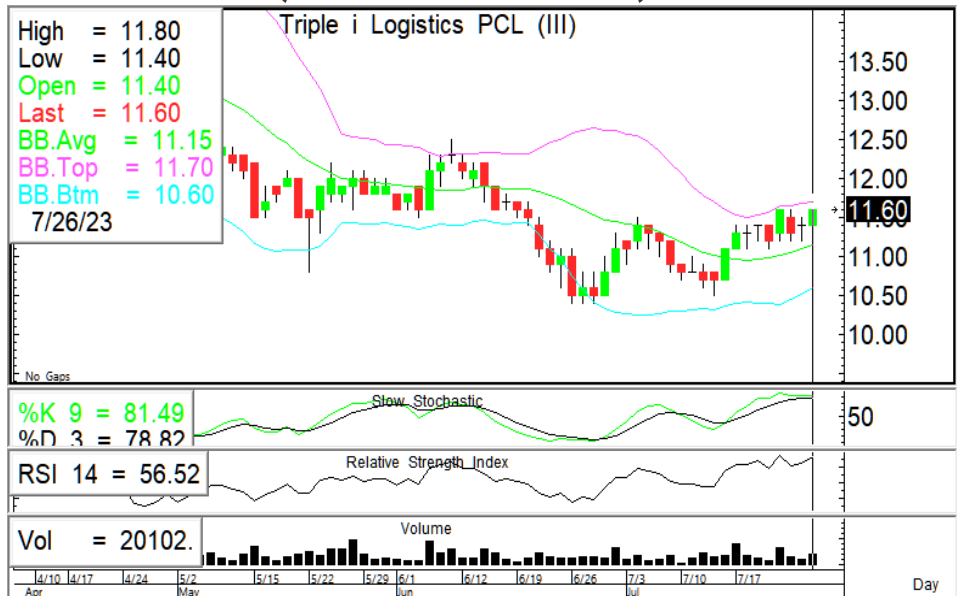 Triple i Logistics PCL (III)
High = 11.80
Low = 11.40
Open = 11.40
Last = 11.60
BB.Avg = 11.15
BB.Top = 11.70
BB.Btm = 10.60
7/26/23
13.50
13.00
12.50
12.00
11.60
11.00
10.50
10.00
No Gaps
Slow Stochastic
%K 9 = 81.49
%D 3 = 78.82
50
Relative Strength Index
RSI 14 = 56.52
Volume
Vol = 20102.
4/10 4/17 4/24 5/2 5/15 5/22 5/29 6/1 6/12 6/19 6/26 7/3 7/10 7/17
Apr May Jun Jul
Day